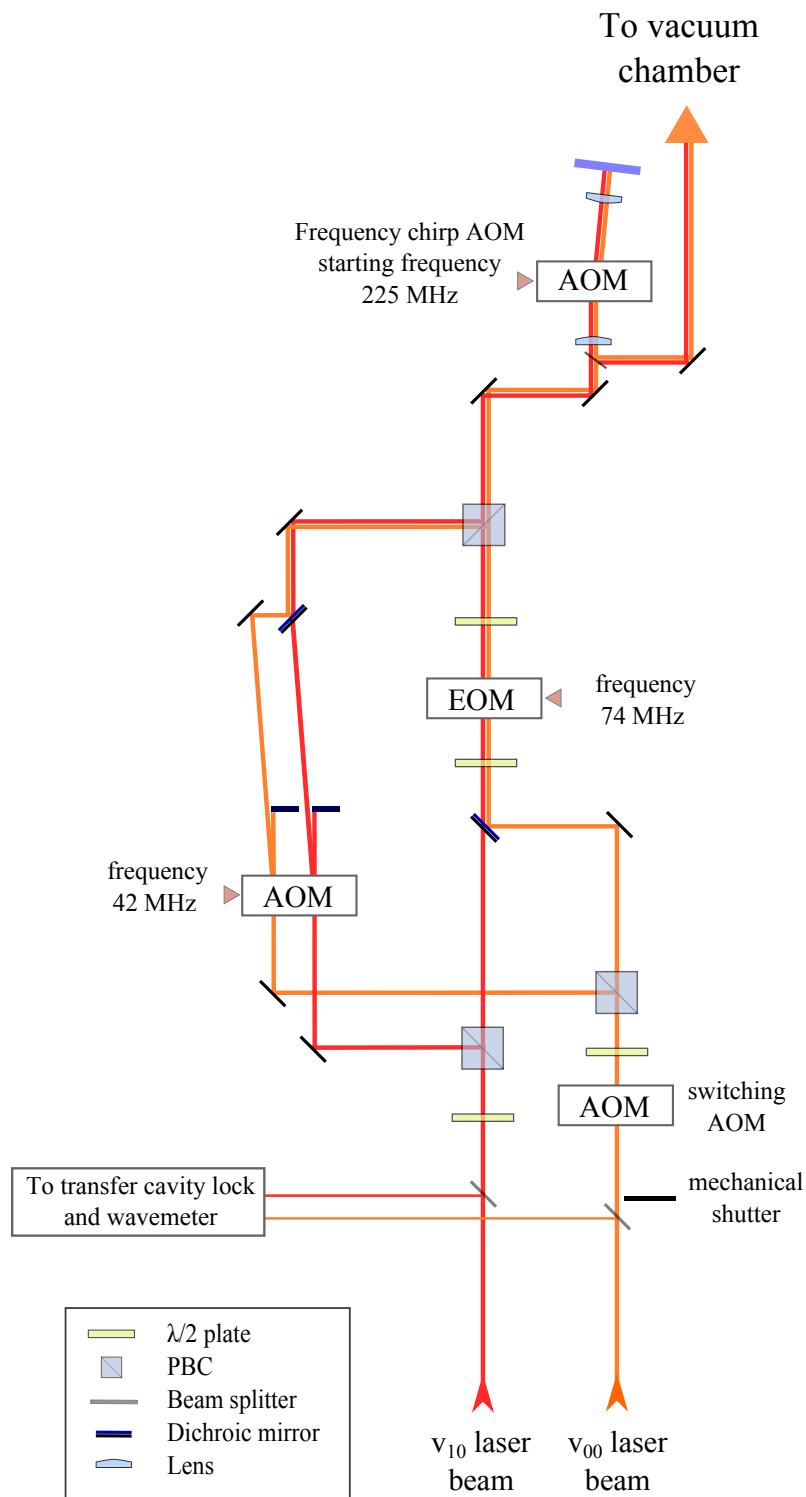 To vacuum
chamber
Frequency chirp AOM
starting frequency
225 MHz
AOM
EOM
frequency
74 MHz
frequency
42 MHz
AOM
AOM
switching
AOM
To transfer cavity lock
and wavemeter
mechanical
shutter
λ/2 plate
PBC
Beam splitter
Dichroic mirror
Lens
v₁₀ laser
beam
v₀₀ laser
beam